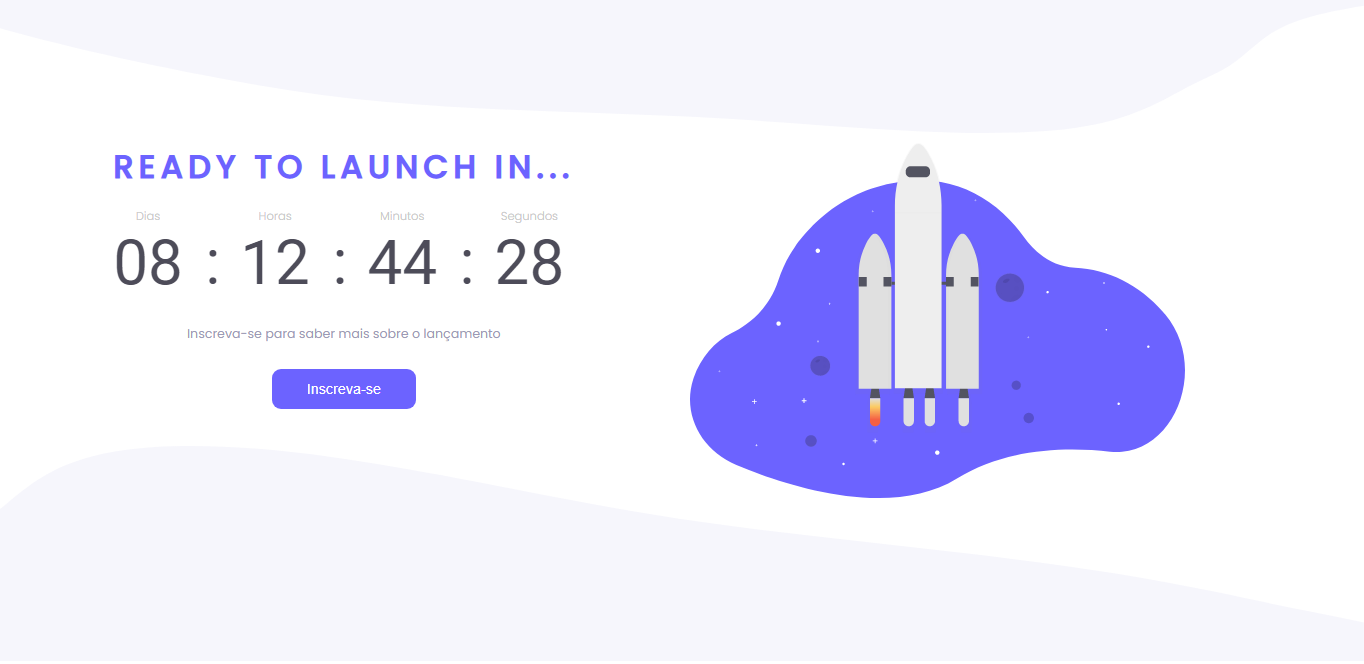 READY TO LAUNCH IN...
Dias Horas Minutos Segundos
08 : 12 : 44 : 28
Inscreva-se para saber mais sobre o lançamento
Inscreva-se